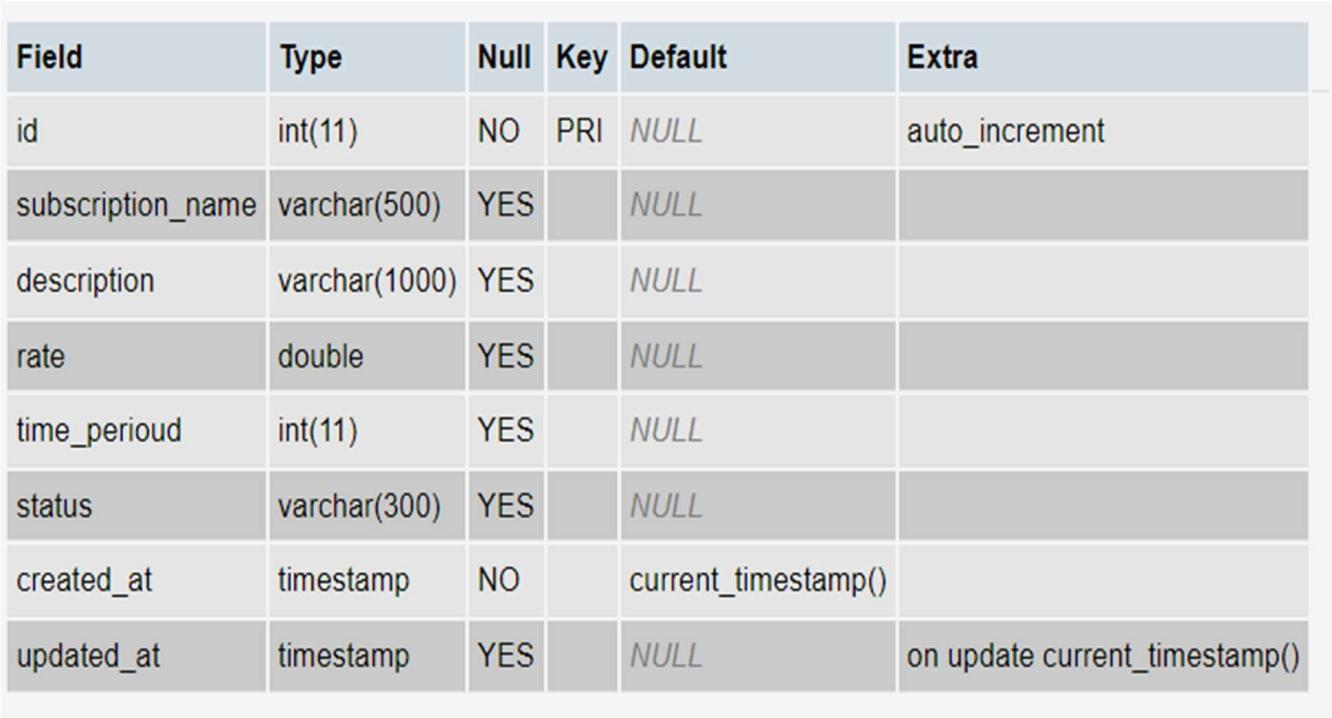 Field Type Null Key Default Extra
id int(11) NO PRI NULL auto_increment
subscription_name varchar(500) YES NULL
description varchar(1000) YES NULL
rate double YES NULL
time_perioud int(11) YES NULL
status varchar(300) YES NULL
created_at timestamp NO current_timestamp()
updated_at timestamp YES NULL on update current_timestamp()